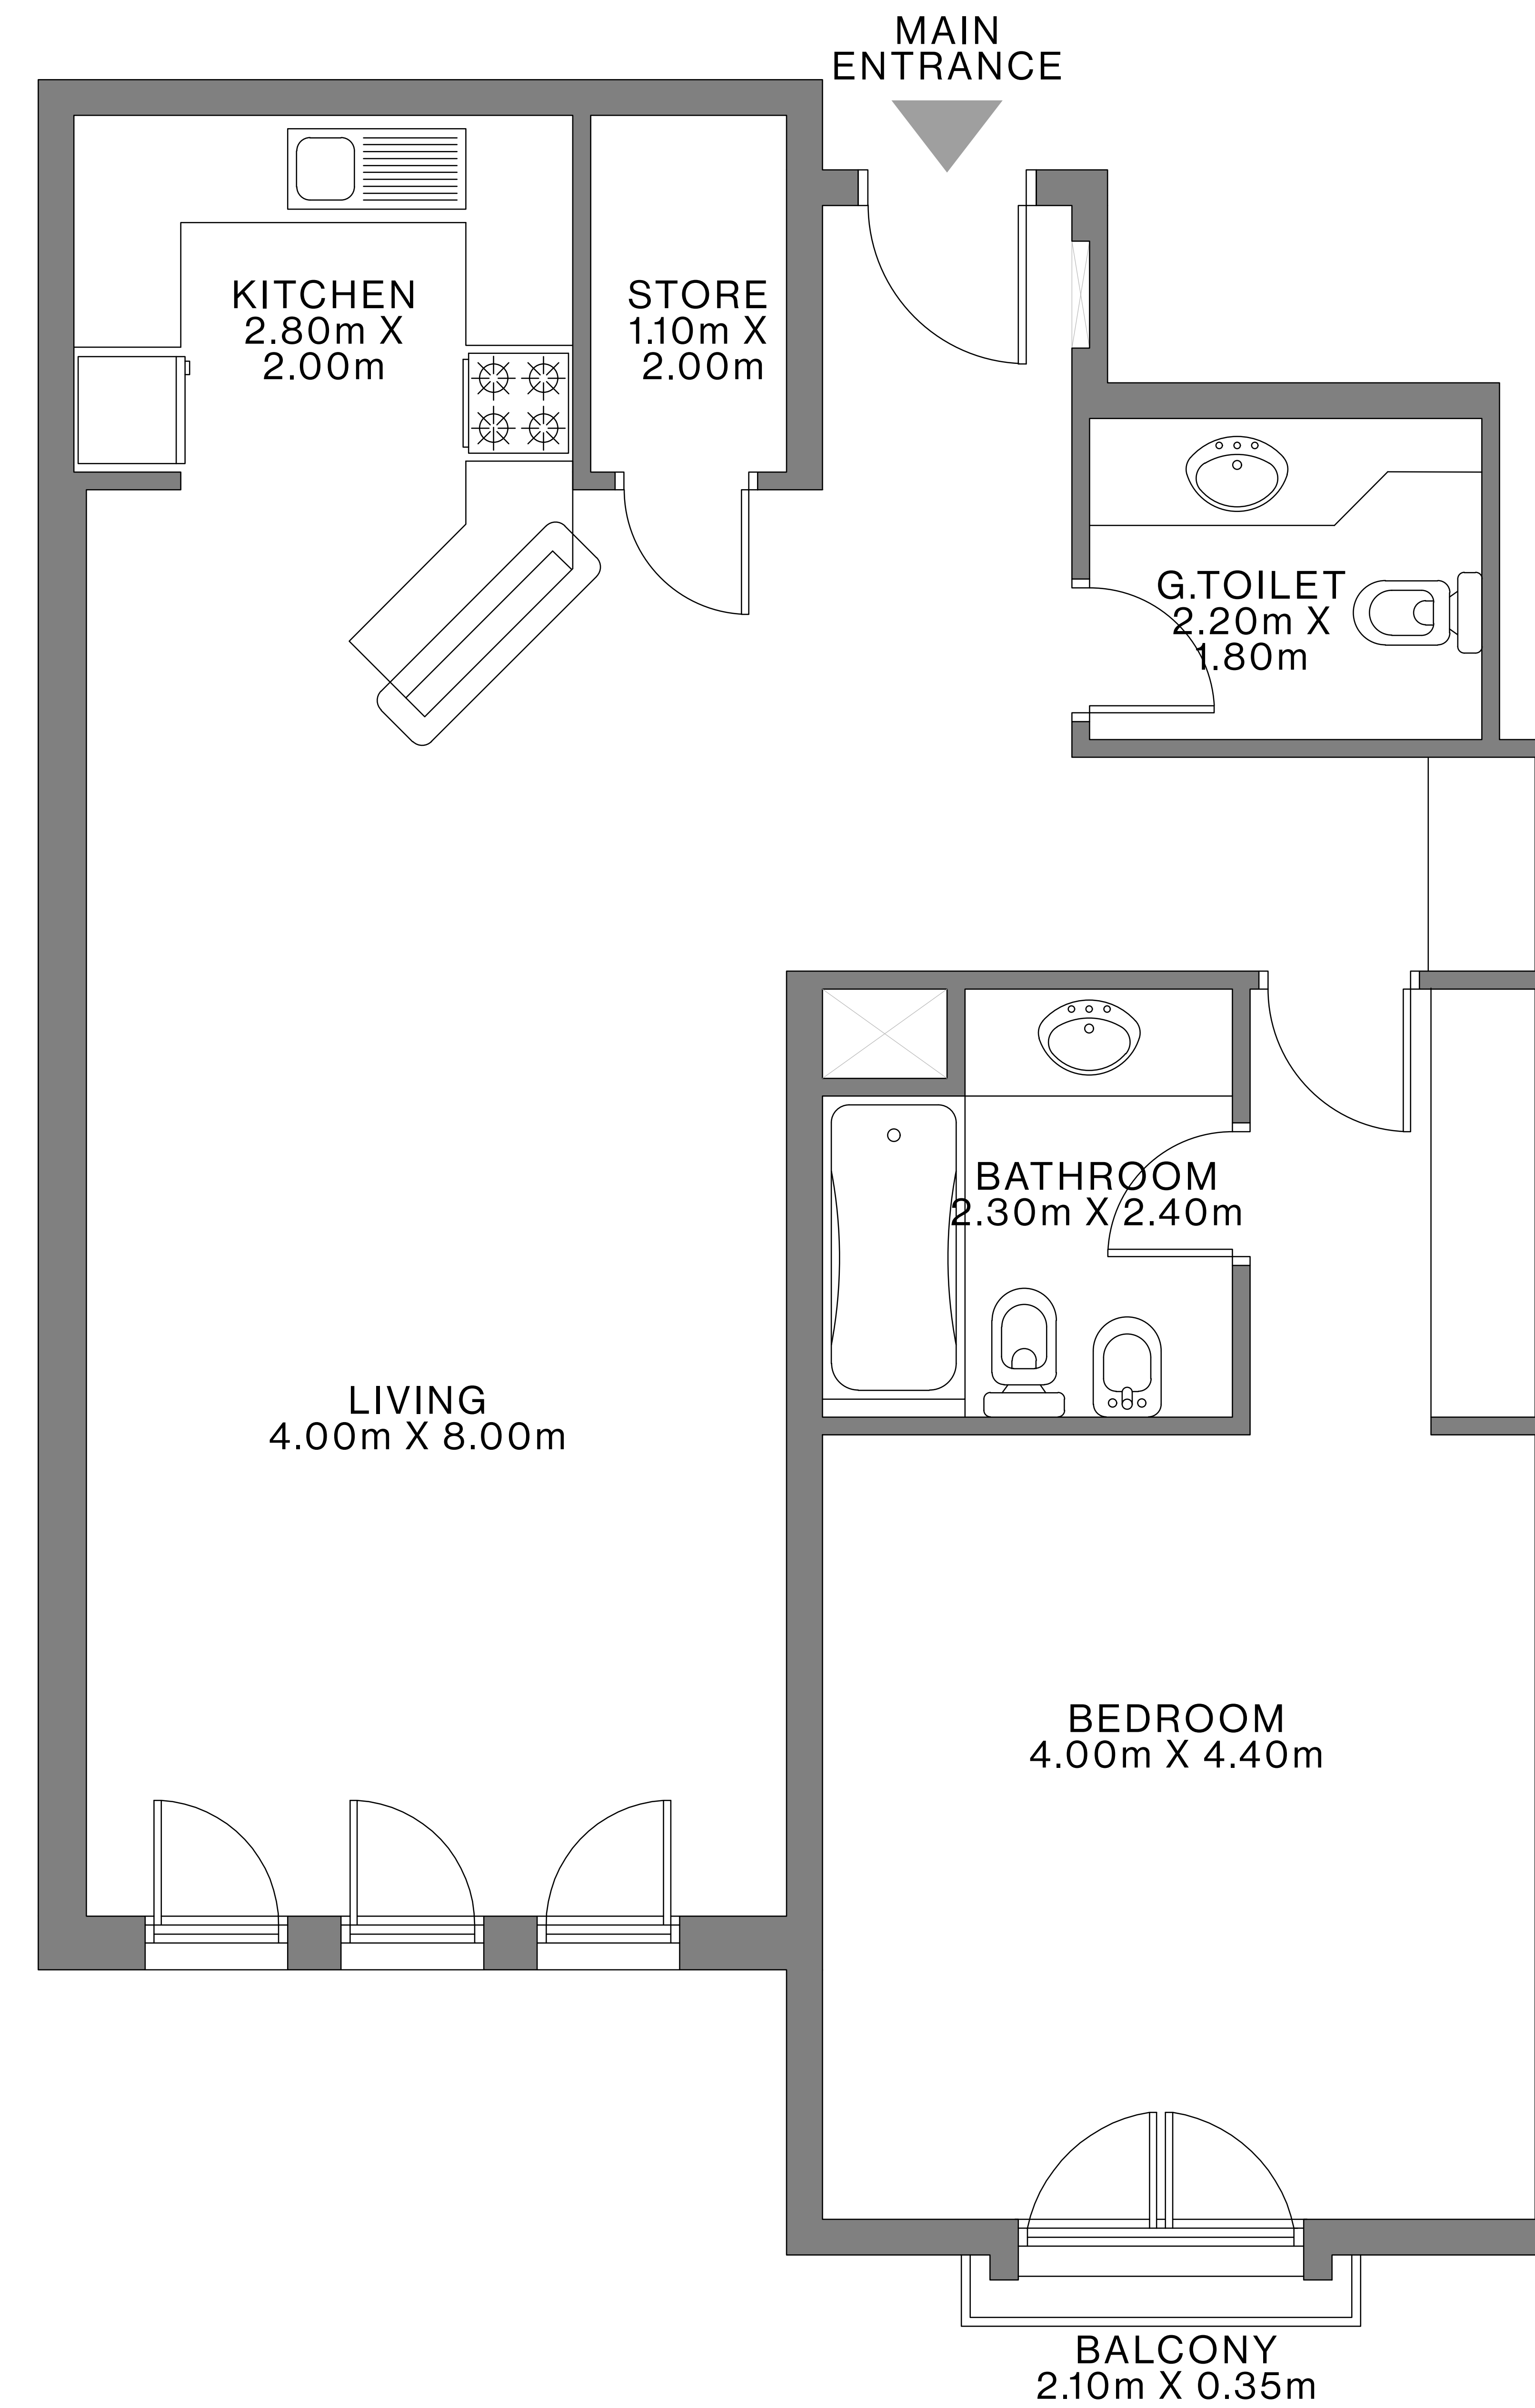 MAIN
ENTRANCE
KITCHEN
2.80m X
2.00m
STORE
1.10m X
2.00m
G.TOILET
2.20m X
1.80m
BATHROOM
2.30m X 2.40m
LIVING
4.00m X 8.00m
BEDROOM
4.00m X 4.40m
BALCONY
2.10m X 0.35m